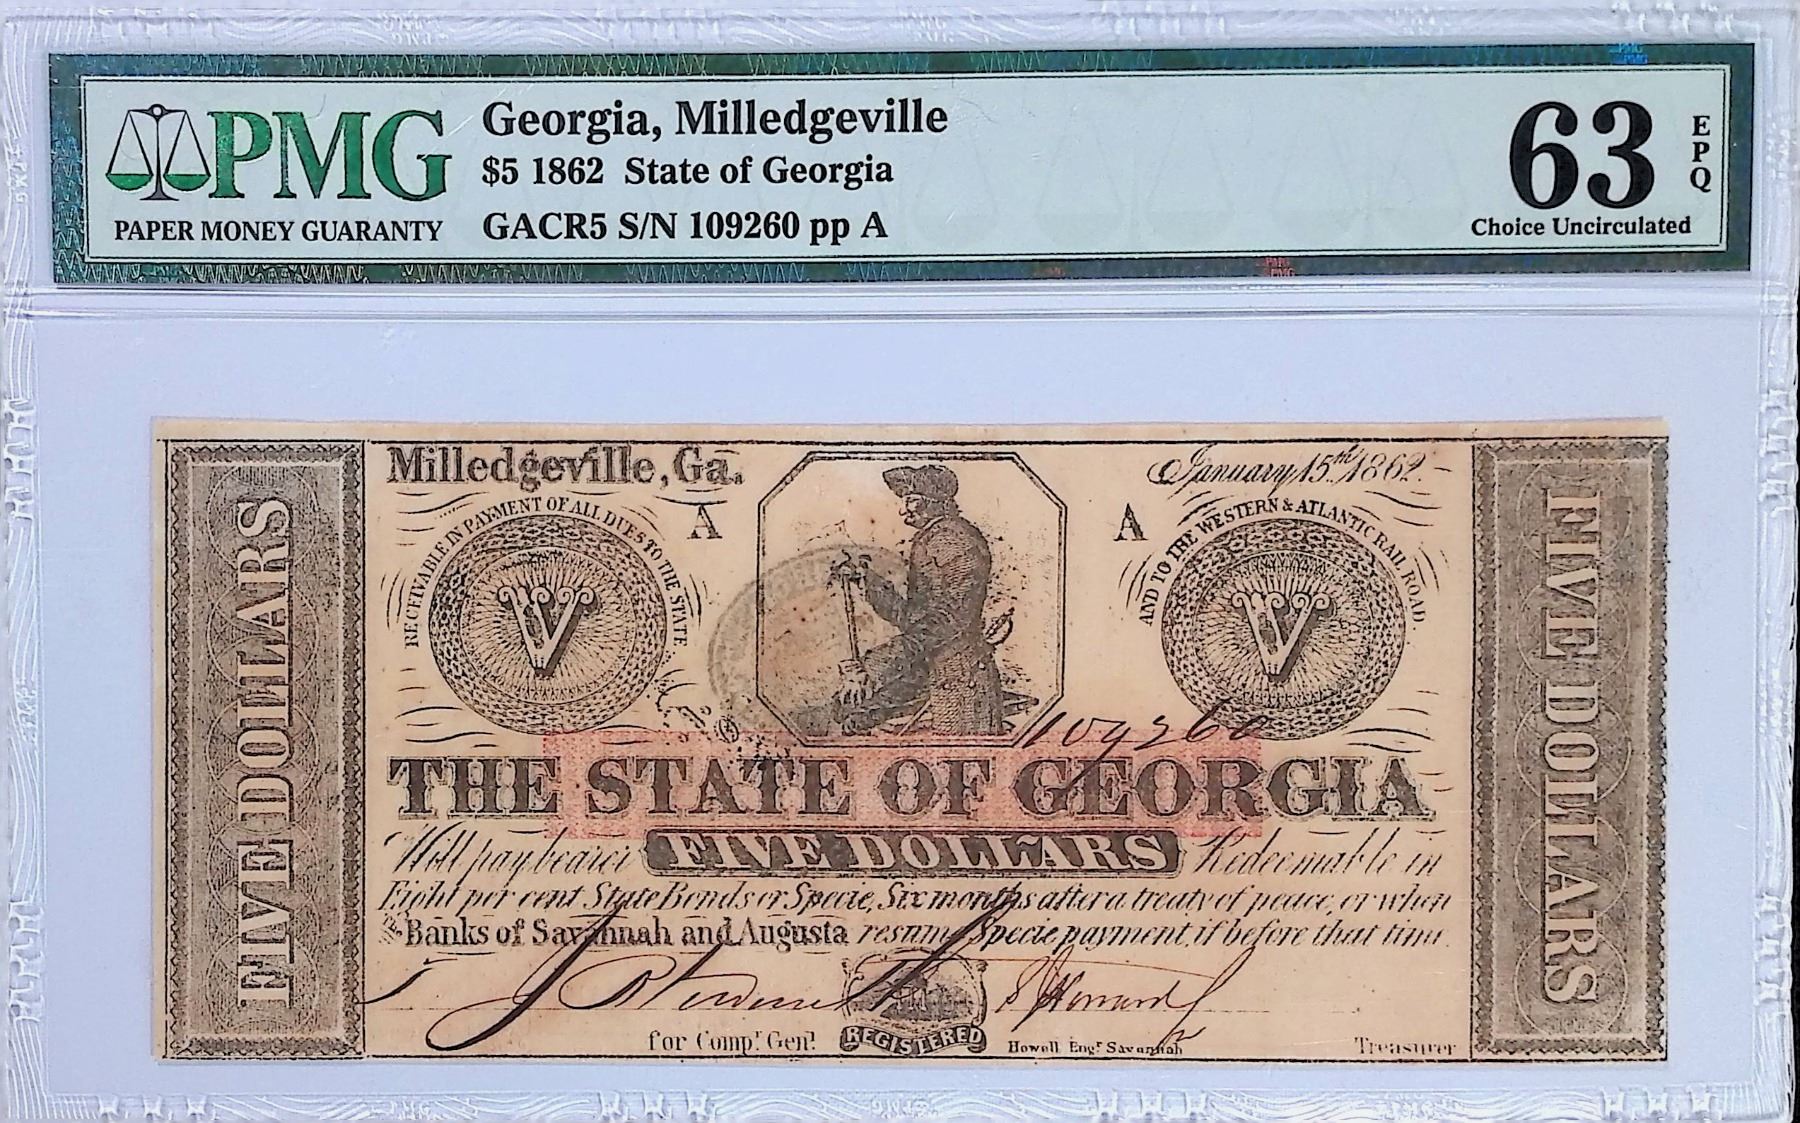 PMG
PAPER MONEY GUARANTY
Georgia, Milledgeville
$5 1862 State of Georgia
GACR5 S/N 109260 pp A
63
EPQ
Choice Uncirculated
FIVE DOLLARS
Milledgeville, Ga.
January 15th 1862
FIVE DOLLARS
RECEIVABLE IN PAYMENT OF ALL DUES TO THE STATE
A
A
AND TO THE WESTERN & ATLANTIC RAIL ROAD.
V
V
109260
THE STATE OF GEORGIA
Will pay bearer FIVE DOLLARS Redeemable in
Eight per cent State Bonds or Specie, Six months after a treaty of peace, or when
the Banks of Savannah and Augusta resume Specie payment, if before that time.
for Compr. Genl.
REGISTERED
Howell Engr Savannah
Treasurer